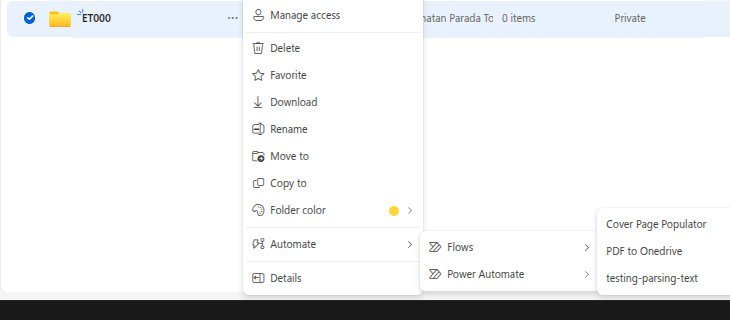 Manage access
ET000 ... natan Parada To 0 items Private
Delete
Favorite
Download
Rename
Move to
Copy to
Folder color
Cover Page Populator
Automate
Flows
PDF to Onedrive
Power Automate
Details
testing-parsing-text